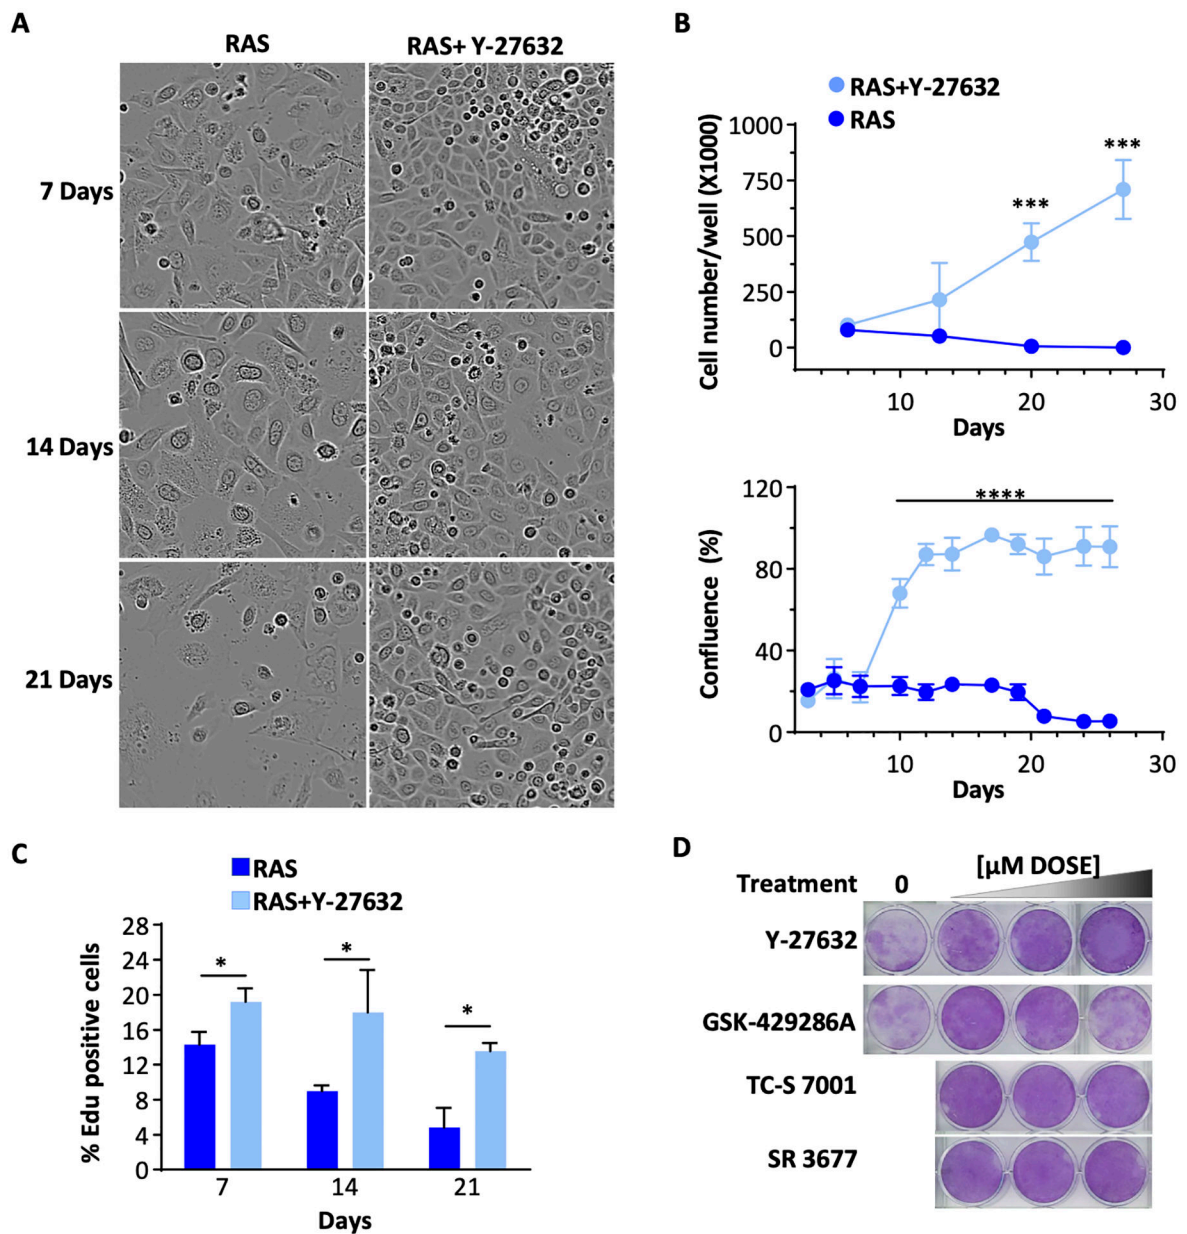 A
RAS
RAS+ Y-27632
7 Days
14 Days
21 Days
B
RAS+Y-27632
RAS
Cell number/well (X1000)
1000
750
500
250
0
***
***
10
20
30
Days
Confluence (%)
120
80
40
0
****
10
20
30
Days
C
RAS
RAS+Y-27632
% Edu positive cells
28
24
20
16
12
8
4
0
*
*
*
7
14
21
Days
D
[μM DOSE]
Treatment
0
Y-27632
GSK-429286A
TC-S 7001
SR 3677